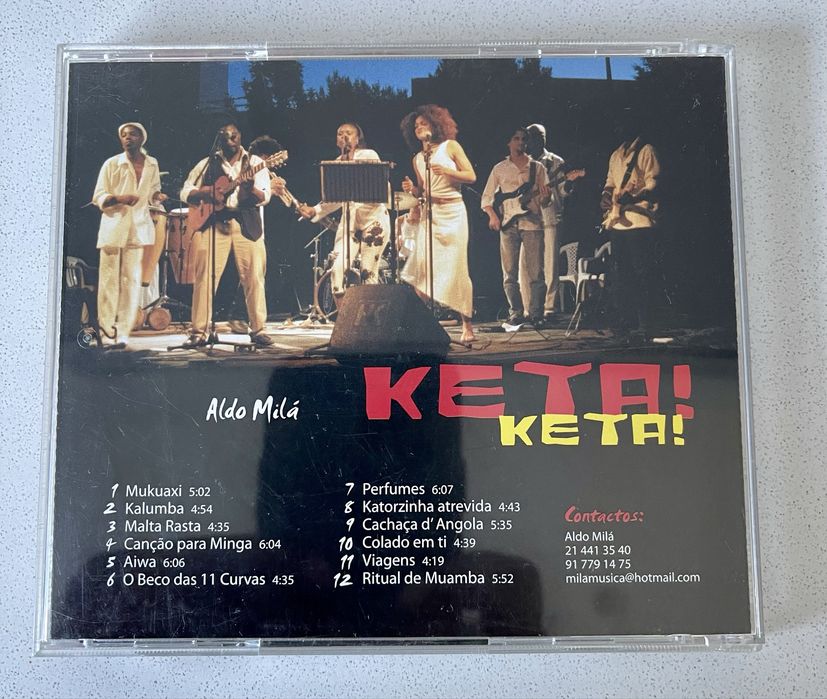 KETA!
KETA!
Aldo Milá
1 Mukuaxi 5:02
2 Kalumba 4:54
3 Malta Rasta 4:35
4 Canção para Minga 6:04
5 Aiwa 6:06
6 O Beco das 11 Curvas 4:35
7 Perfumes 6:07
8 Katorzinha atrevida 4:43
9 Cachaça d' Angola 5:35
10 Colado em ti 4:39
11 Viagens 4:19
12 Ritual de Muamba 5:52
Contactos:
Aldo Milá
21 441 35 40
91 779 14 75
milamusica@hotmail.com